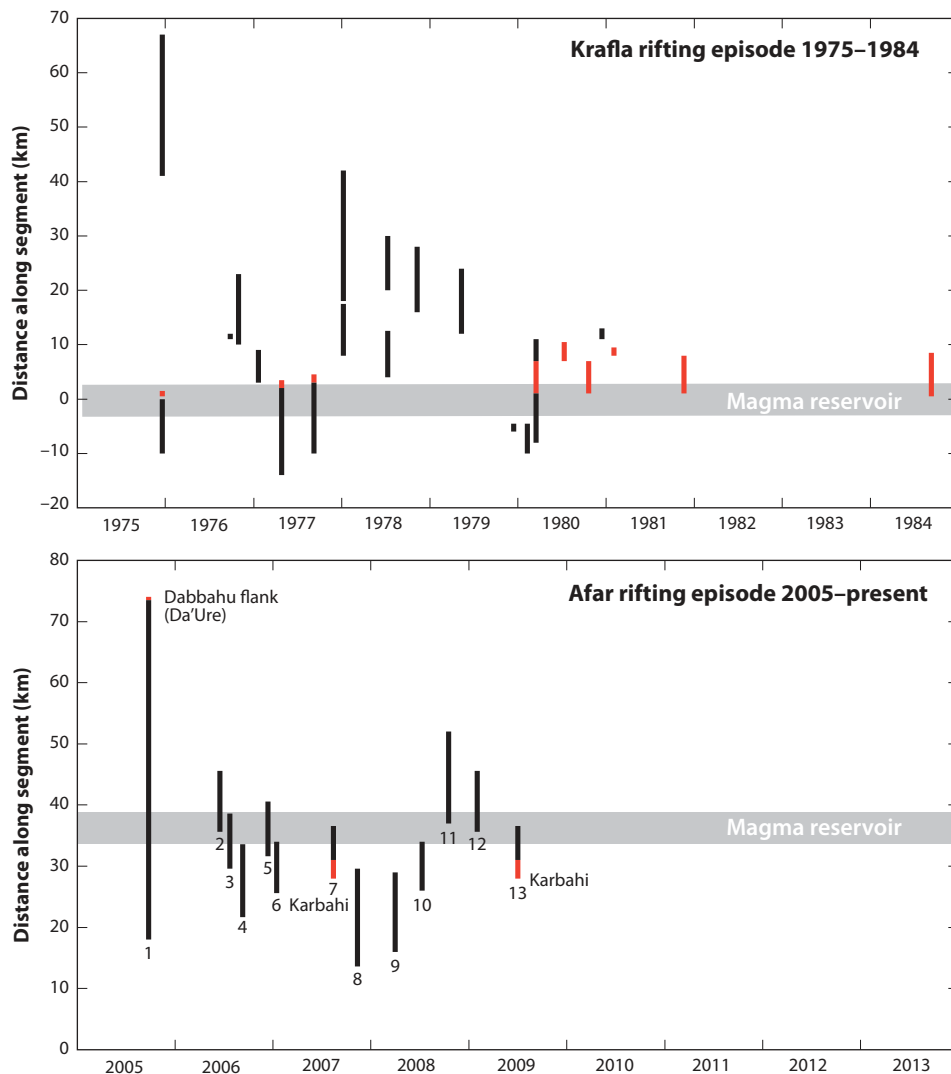 Krafla rifting episode 1975–1984
Distance along segment (km)
70
60
50
40
30
20
10
0
–10
–20
Magma reservoir
1975 1976 1977 1978 1979 1980 1981 1982 1983 1984
Afar rifting episode 2005–present
Distance along segment (km)
80
70
60
50
40
30
20
10
0
Dabbahu flank
(Da'Ure)
Magma reservoir
1
2
3
4
5
6
7
Karbahi
8
9
10
11
12
13
Karbahi
2005 2006 2007 2008 2009 2010 2011 2012 2013